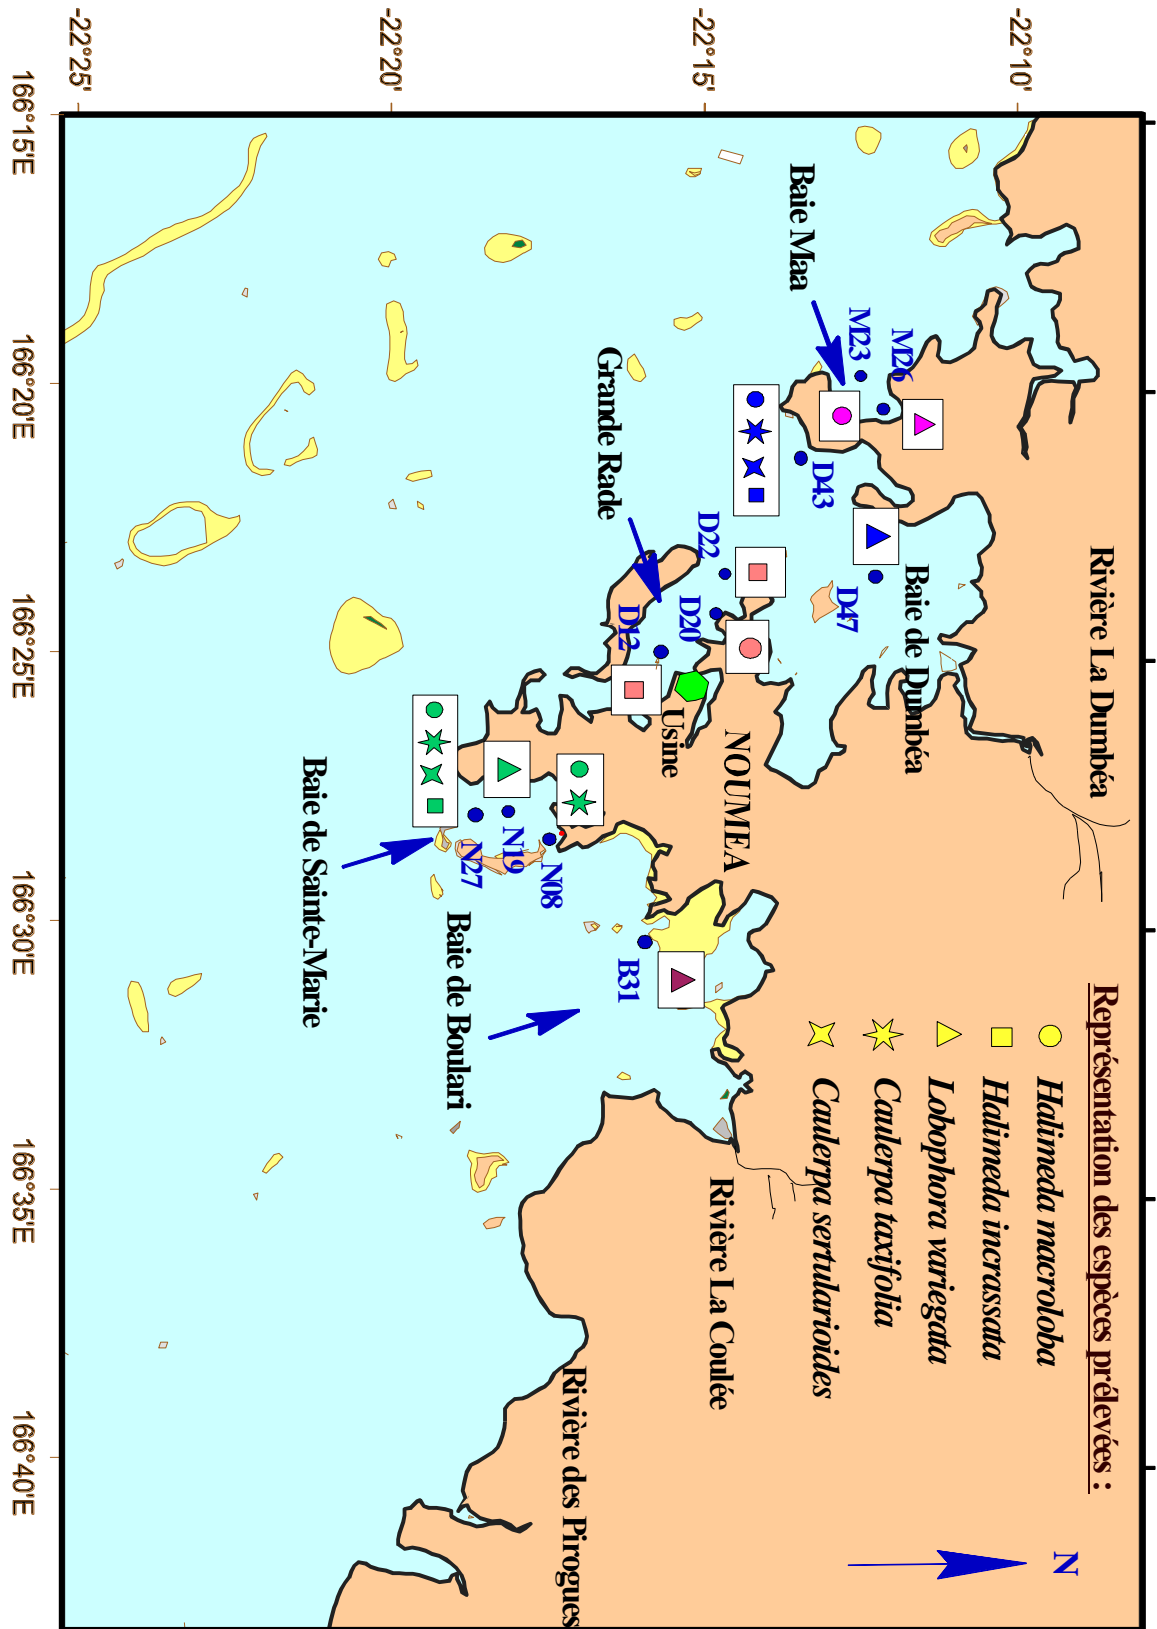 Représentation des espèces prélevées :
Halimeda macroloba
Halimeda incrassata
Lobophora variegata
Caulerpa taxifolia
Caulerpa sertularioides
N
-22°10'
-22°15'
-22°20'
-22°25'
Rivière La Dumbéa
Baie de Dumbéa
M26
M23
Baie Maa
D43
D47
D22
D20
D12
Grande Rade
NOUMEA
Usine
Rivière La Coulée
B31
N08
N19
N27
Baie de Boulari
Baie de Sainte-Marie
Rivière des Pirogues
166°15'E
166°20'E
166°25'E
166°30'E
166°35'E
166°40'E